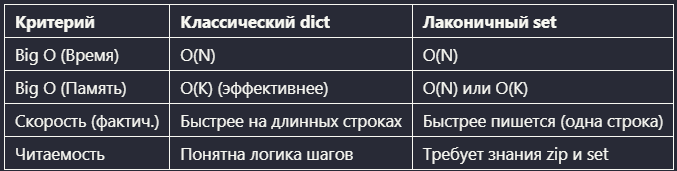 Критерий Классический dict Лаконичный set
Big O (Время) O(N) O(N)
Big O (Память) O(K) (эффективнее) O(N) или O(K)
Скорость (фактич.) Быстрее на длинных строках Быстрее пишется (одна строка)
Читаемость Понятна логика шагов Требует знания zip и set